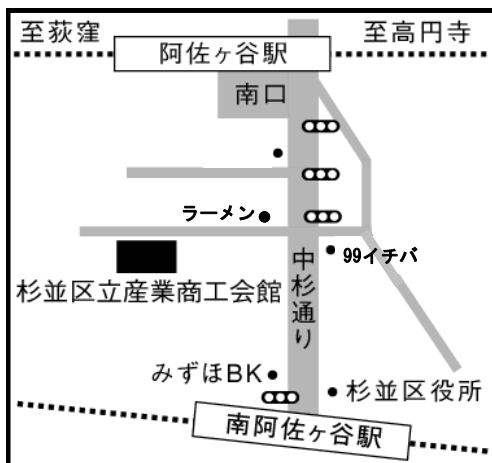 至荻窪
至高円寺
阿佐ヶ谷駅
南口
ラーメン
99イチバ
中杉通り
杉並区立産業商工会館
みずほBK
杉並区役所
南阿佐ヶ谷駅